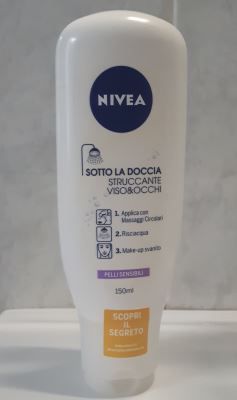 NIVEA
SOTTO LA DOCCIA
STRUCCANTE
VISO&OCCHI
1. Applica con
Massaggi Circolari
2. Risciacqua
3. Make-up svanito
PELLI SENSIBILI
150ml
SCOPRI
IL
SEGRETO